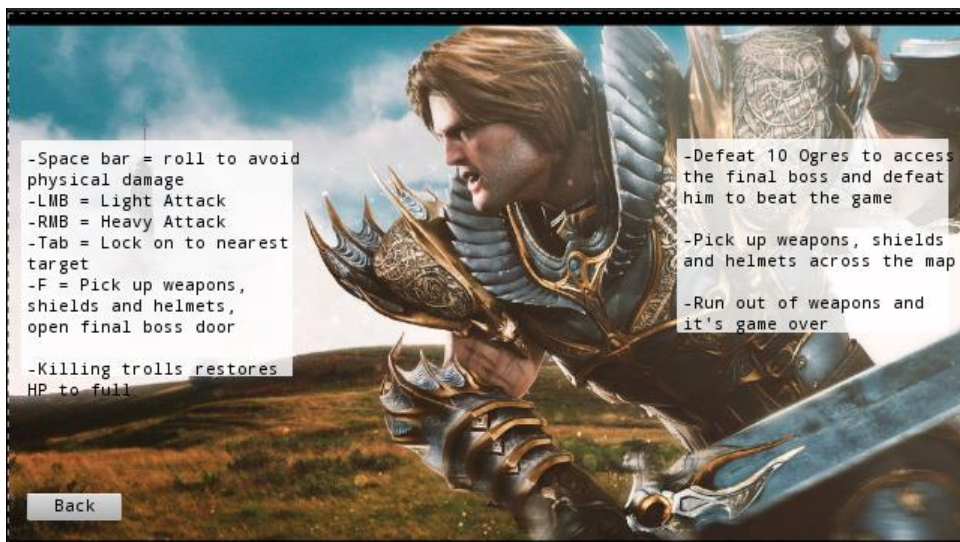 -Space bar = roll to avoid
physical damage
-LMB = Light Attack
-RMB = Heavy Attack
-Tab = Lock on to nearest
target
-F = Pick up weapons,
shields and helmets,
open final boss door
-Killing trolls restores
HP to full
-Defeat 10 Ogres to access
the final boss and defeat
him to beat the game
-Pick up weapons, shields
and helmets across the map
-Run out of weapons and
it's game over
Back